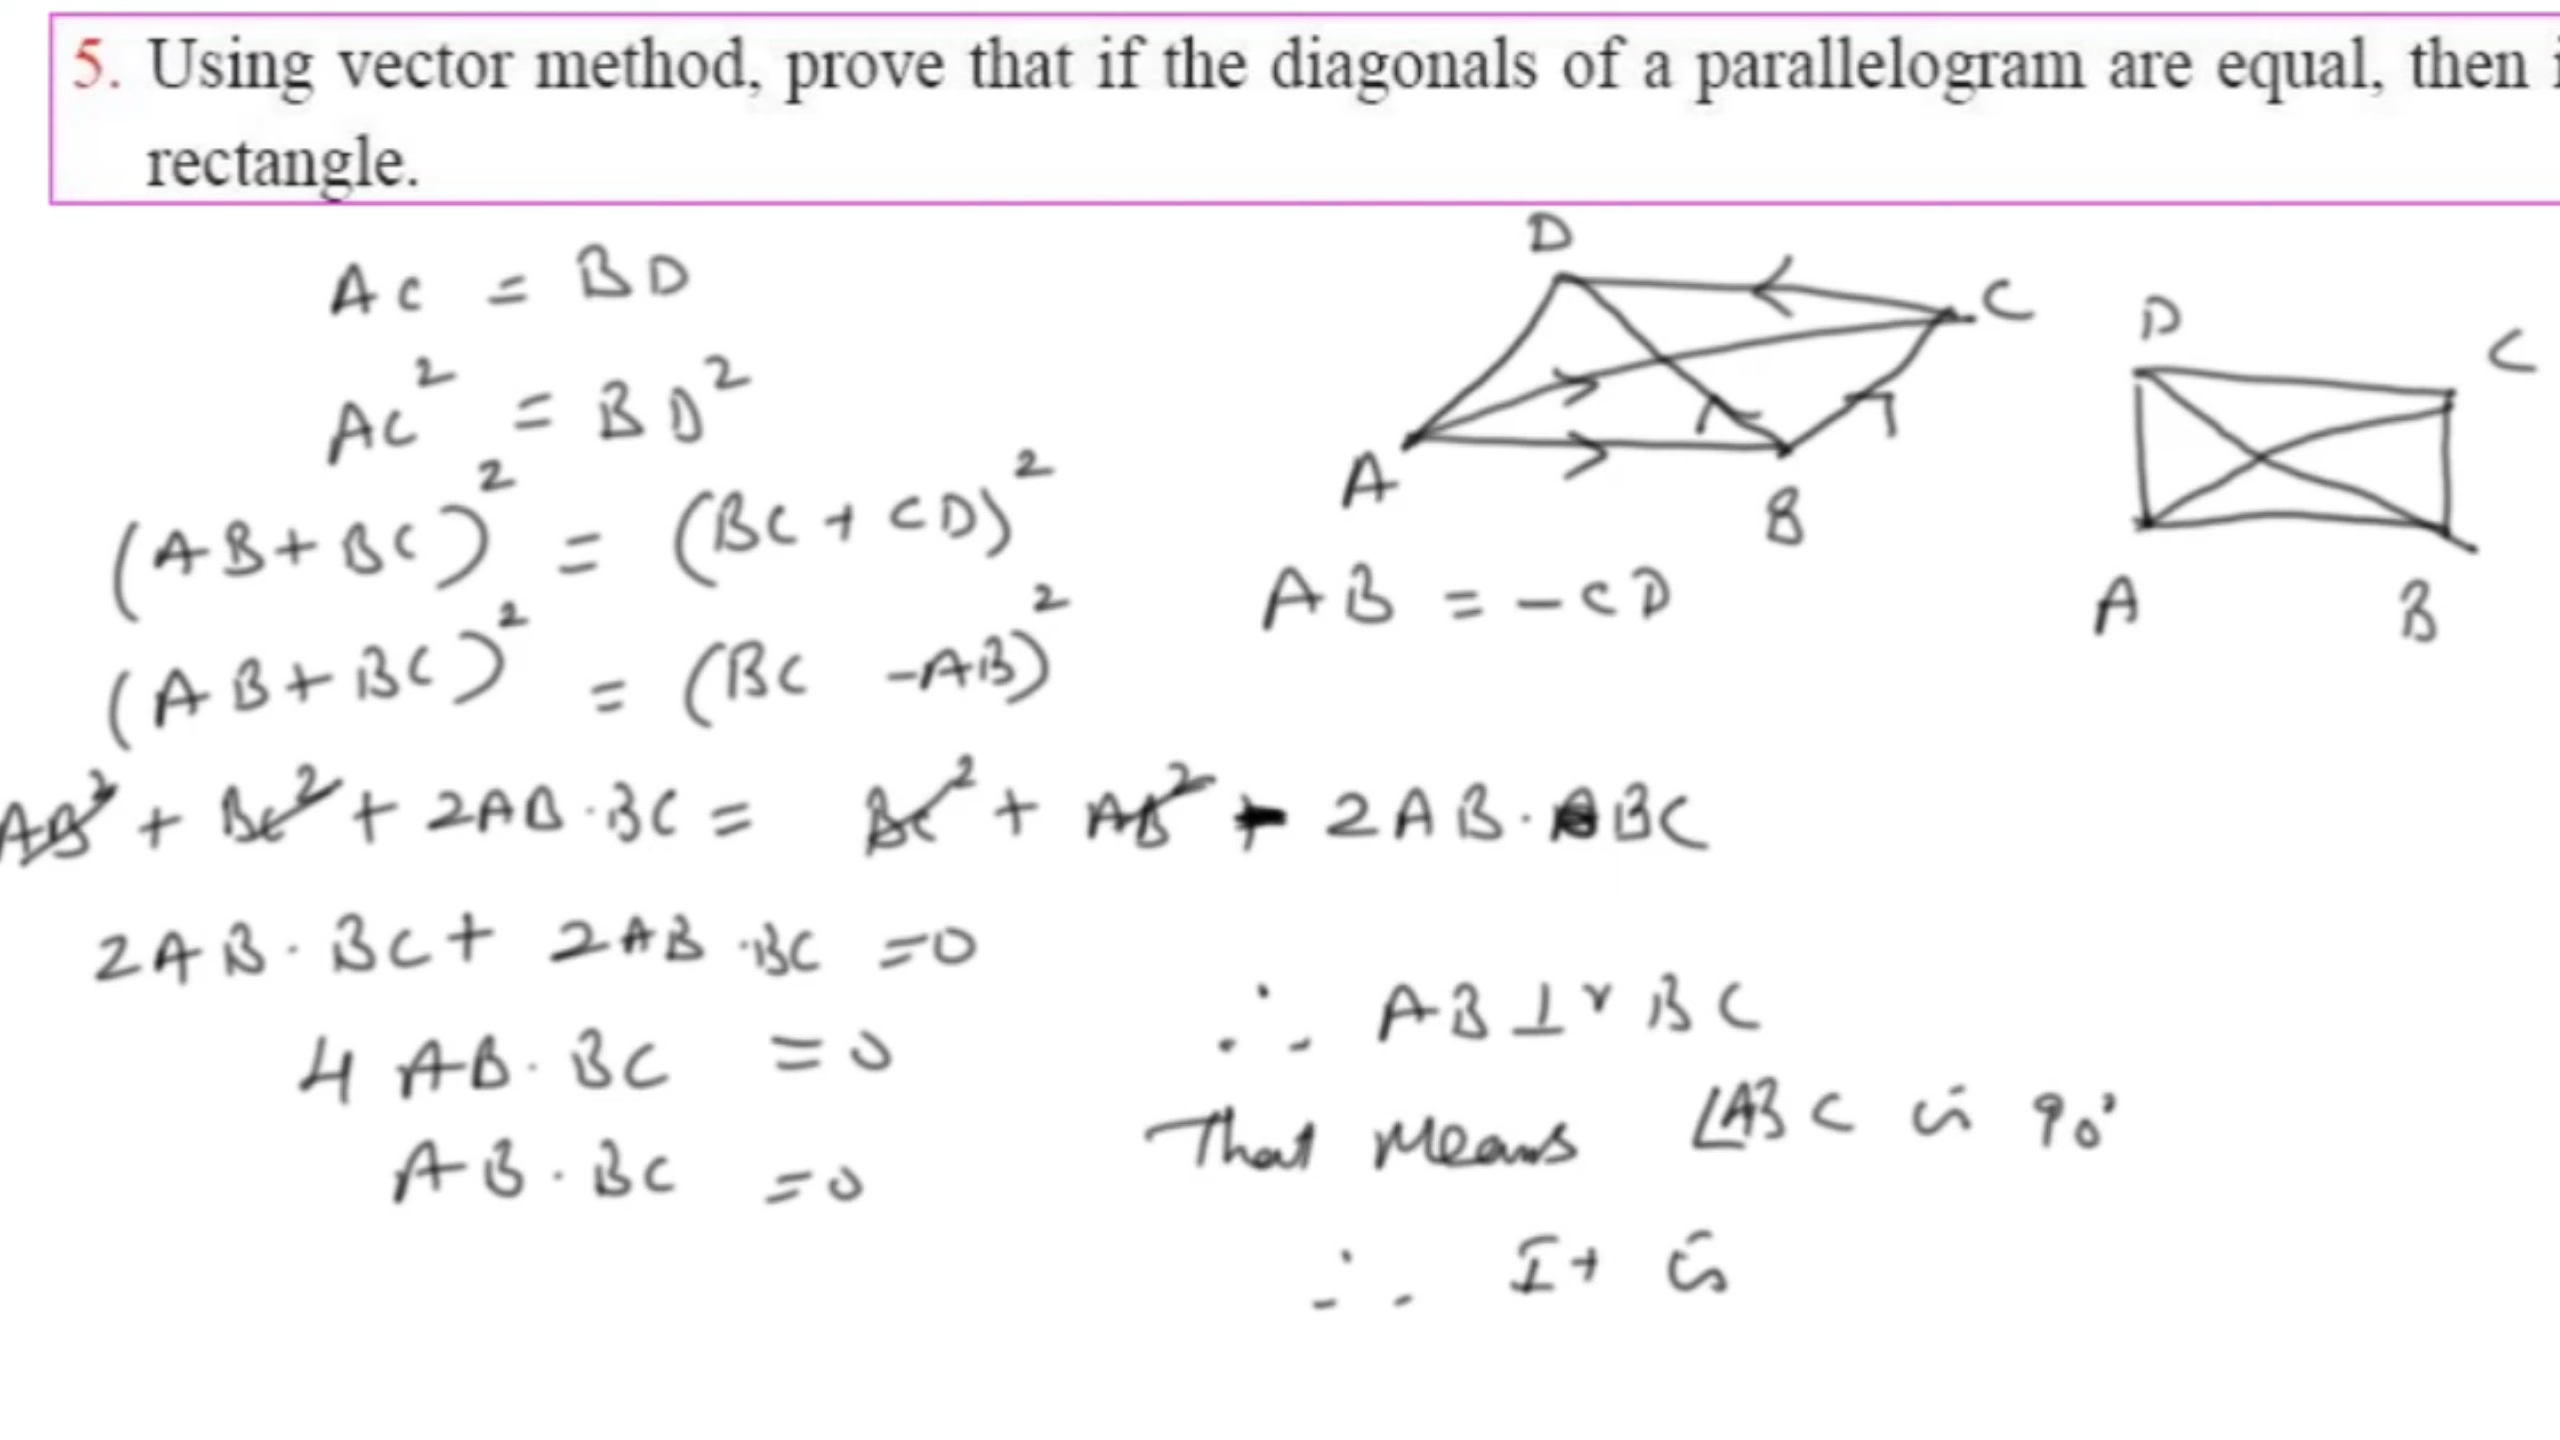 5. Using vector method, prove that if the diagonals of a parallelogram are equal, then
rectangle.
AC = BD
AC² = BD²
(AB + BC)² = (BC + CD)²
(AB + BC)² = (BC - AB)²
AB² + BC² + 2AB · BC = BC² + AB² - 2AB · BC
2AB · BC + 2AB · BC = 0
4 AB · BC = 0
AB · BC = 0
D
C
A
B
AB = -CD
D
C
A
B
∴ AB ⊥r BC
That Means ∠ABC is 90°
∴ It is